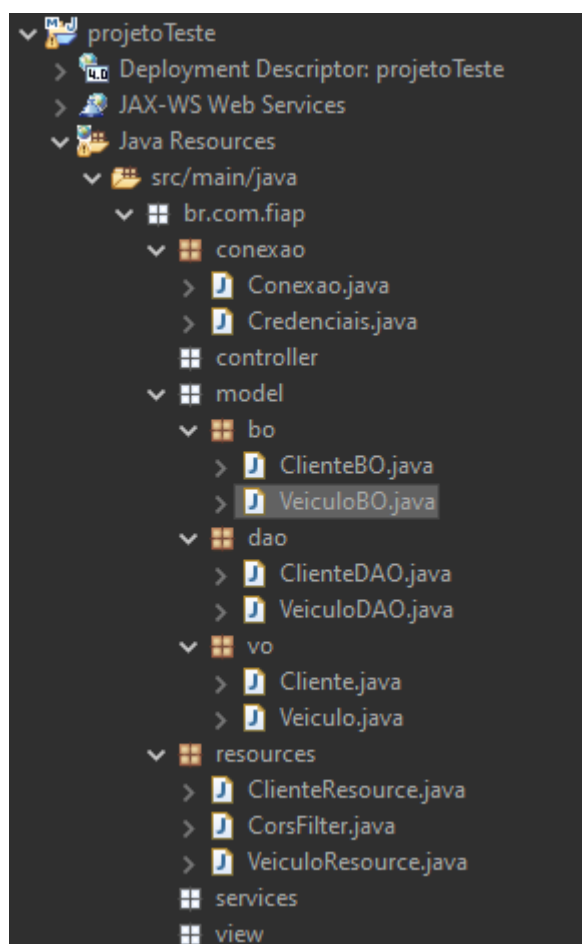 projetoTeste
Deployment Descriptor: projetoTeste
JAX-WS Web Services
Java Resources
src/main/java
br.com.fiap
conexao
Conexao.java
Credenciais.java
controller
model
bo
ClienteBO.java
VeiculoBO.java
dao
ClienteDAO.java
VeiculoDAO.java
vo
Cliente.java
Veiculo.java
resources
ClienteResource.java
CorsFilter.java
VeiculoResource.java
services
view